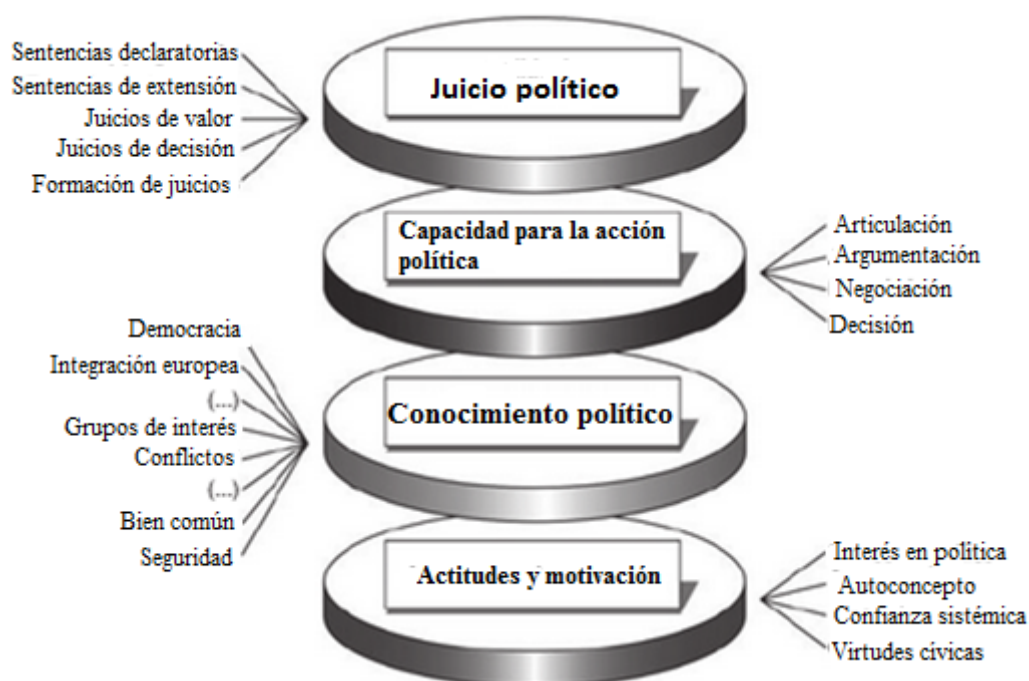 Sentencias declaratorias
Sentencias de extensión
Juicios de valor
Juicios de decisión
Formación de juicios
Juicio político
Capacidad para la acción
política
Articulación
Argumentación
Negociación
Decisión
Democracia
Integración europea
(...)
Grupos de interés
Conflictos
(...)
Bien común
Seguridad
Conocimiento político
Actitudes y motivación
Interés en política
Autoconcepto
Confianza sistémica
Virtudes cívicas